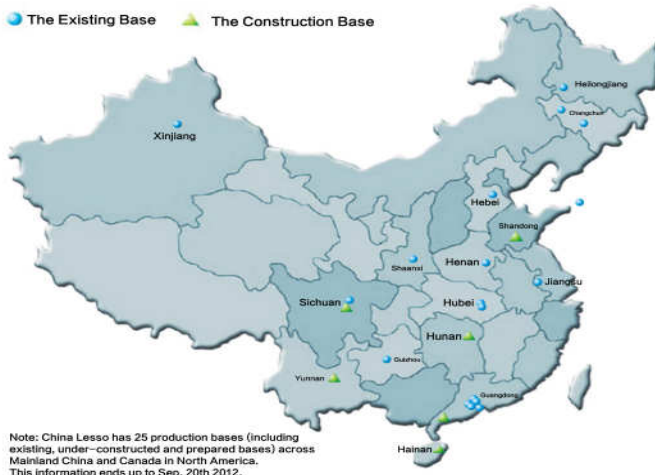 The Existing Base
The Construction Base
Heilongjiang
Changchun
Xinjiang
Hebei
Shandong
Shaanxi
Henan
Jiangsu
Sichuan
Hubei
Hunan
Guizhou
Yunnan
Guangdong
Hainan
Note: China Lesso has 25 production bases (including
existing, under-constructed and prepared bases) across
Mainland China and Canada in North America.
This information ends up to Sep. 20th 2012.